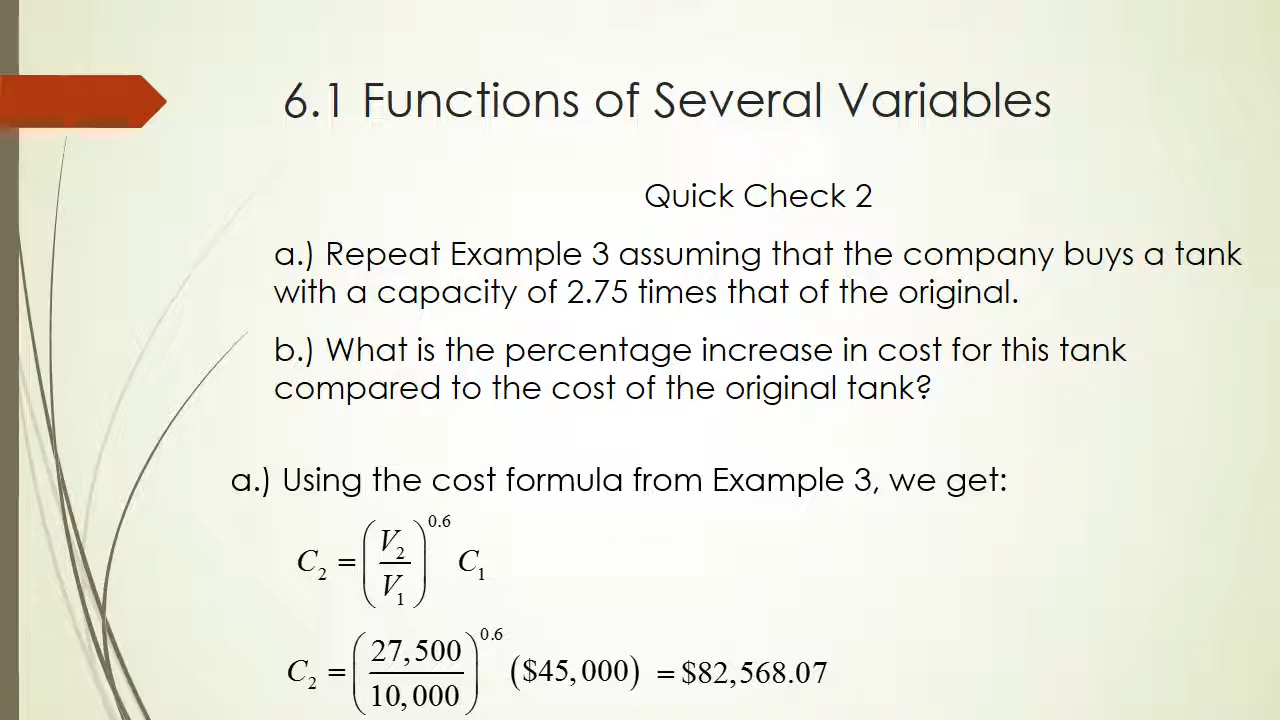 6.1 Functions of Several Variables
Quick Check 2
a.) Repeat Example 3 assuming that the company buys a tank
with a capacity of 2.75 times that of the original.
b.) What is the percentage increase in cost for this tank
compared to the cost of the original tank?
a.) Using the cost formula from Example 3, we get:
C₂ = (V₂/V₁)^0.6 C₁
C₂ = (27,500/10,000)^0.6 ($45,000) = $82,568.07